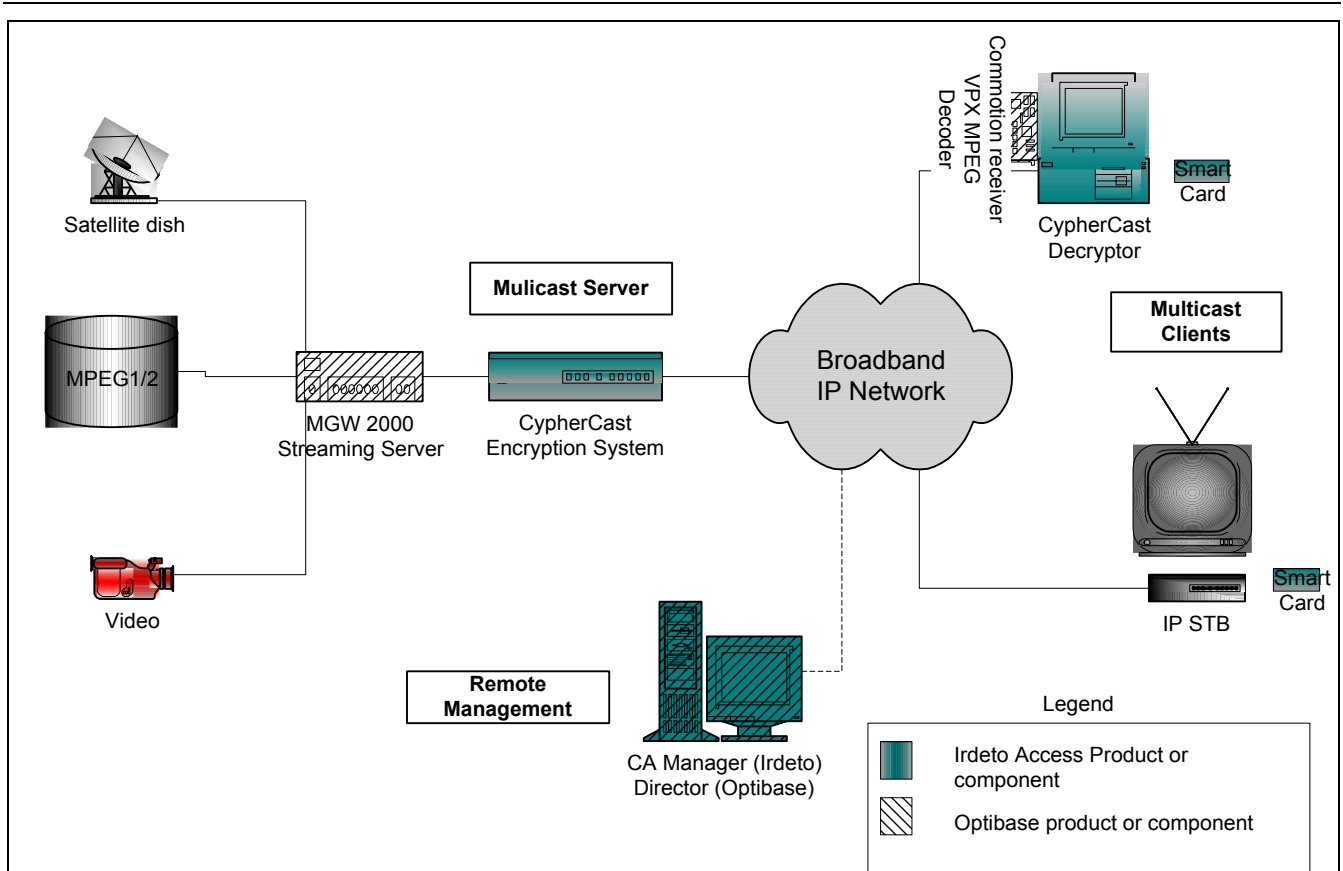 Commotion receiver
VPX MPEG
Decoder
Smart
Card
CypherCast
Decryptor
Satellite dish
Mulicast Server
Multicast
Clients
MPEG1/2
Broadband
IP Network
MGW 2000
Streaming Server
CypherCast
Encryption System
Video
Smart
Card
IP STB
Remote
Management
CA Manager (Irdeto)
Director (Optibase)
Legend
Irdeto Access Product or
component
Optibase product or component